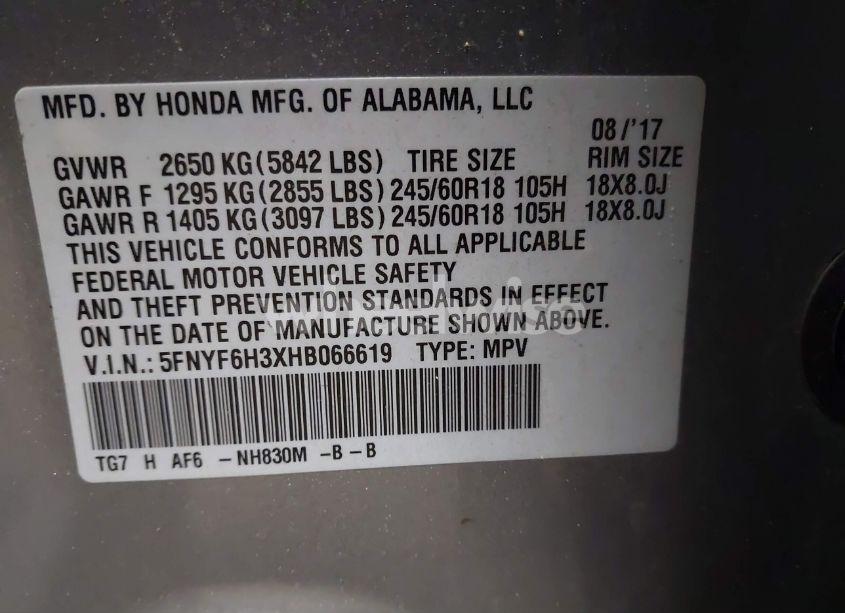 MFD. BY HONDA MFG. OF ALABAMA, LLC
08/'17
GVWR 2650 KG(5842 LBS) TIRE SIZE RIM SIZE
GAWR F 1295 KG(2855 LBS) 245/60R18 105H 18X8.0J
GAWR R 1405 KG(3097 LBS) 245/60R18 105H 18X8.0J
THIS VEHICLE CONFORMS TO ALL APPLICABLE
FEDERAL MOTOR VEHICLE SAFETY
AND THEFT PREVENTION STANDARDS IN EFFECT
ON THE DATE OF MANUFACTURE SHOWN ABOVE.
V.I.N.: 5FNYF6H3XHB066619 TYPE: MPV
TG7 H AF6 -NH830M -B-B